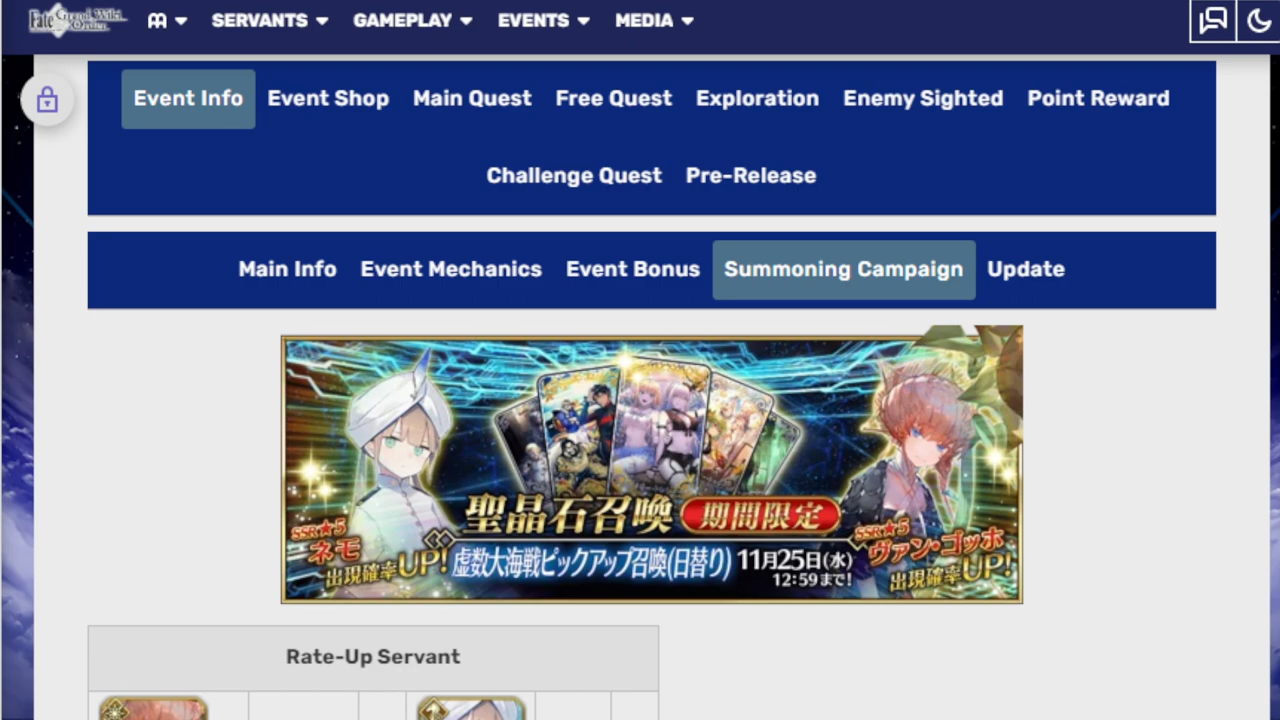 Fate Grand Wiki
Order
SERVANTS GAMEPLAY EVENTS MEDIA
Event Info Event Shop Main Quest Free Quest Exploration Enemy Sighted Point Reward
Challenge Quest Pre-Release
Main Info Event Mechanics Event Bonus Summoning Campaign Update
聖晶石召喚 期間限定
SSR★5
ネモ
出現確率UP!
虚数大海戦ピックアップ召喚(日替り) 11月25日(水)
12:59まで!
SSR★5
ヴァン・ゴッホ
出現確率UP!
Rate-Up Servant